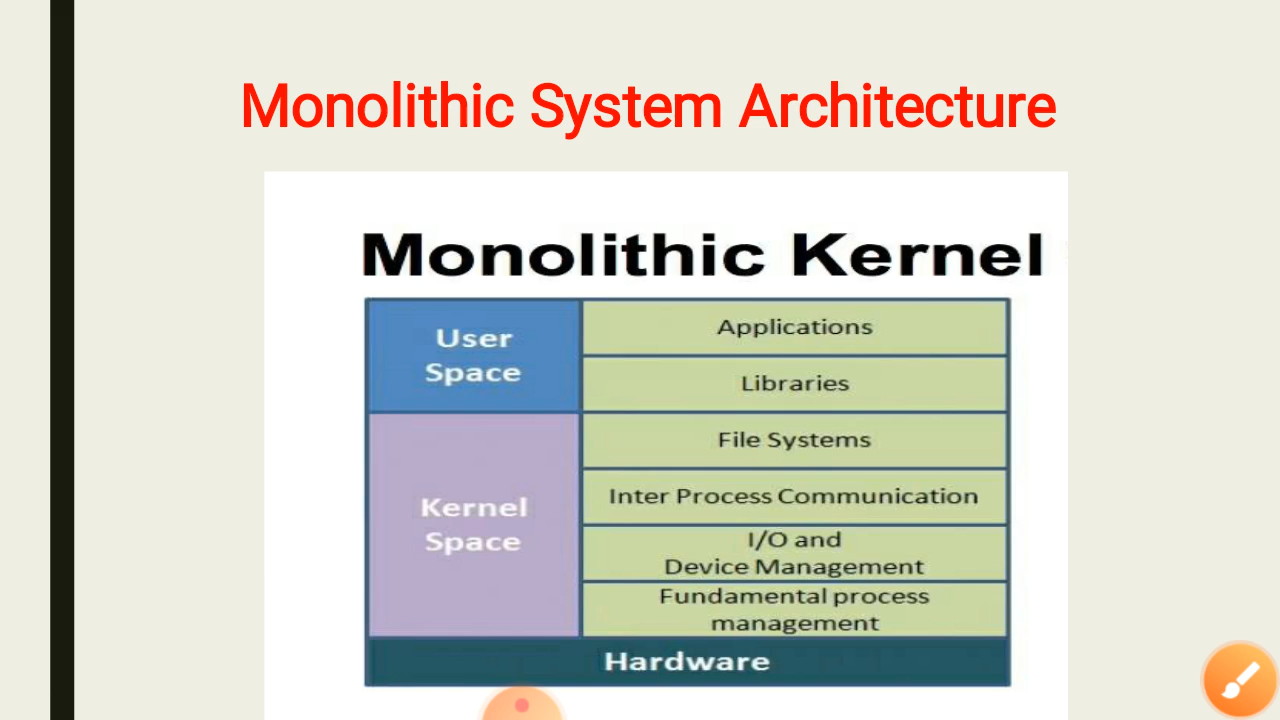 Monolithic System Architecture
Monolithic Kernel
User
Space
Applications
Libraries
Kernel
Space
File Systems
Inter Process Communication
I/O and
Device Management
Fundamental process
management
Hardware